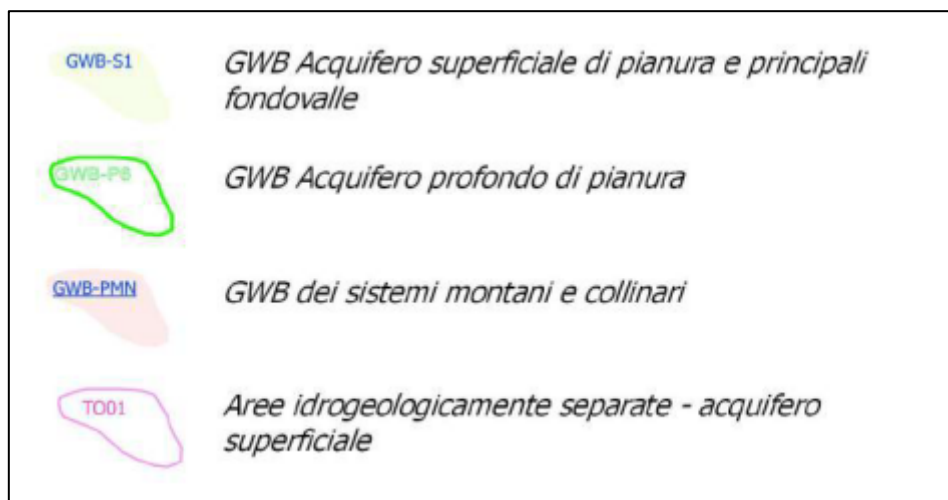 GWB-S1
GWB Acquifero superficiale di pianura e principali
fondovalle
GWB-P6
GWB Acquifero profondo di pianura
GWB-PMN
GWB dei sistemi montani e collinari
TO01
Aree idrogeologicamente separate - acquifero
superficiale